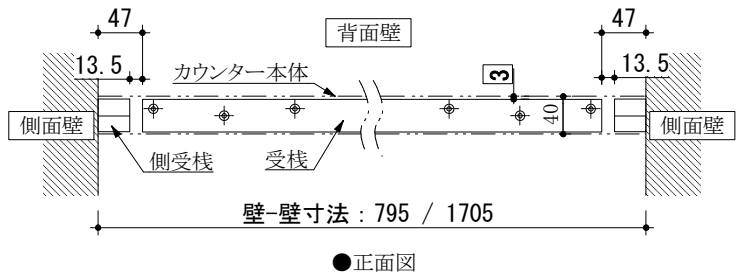 47
背面壁
47
13.5
カウンター本体
3
13.5
40
側面壁
側面壁
側受桟
受桟
壁-壁寸法：795 / 1705
●正面図